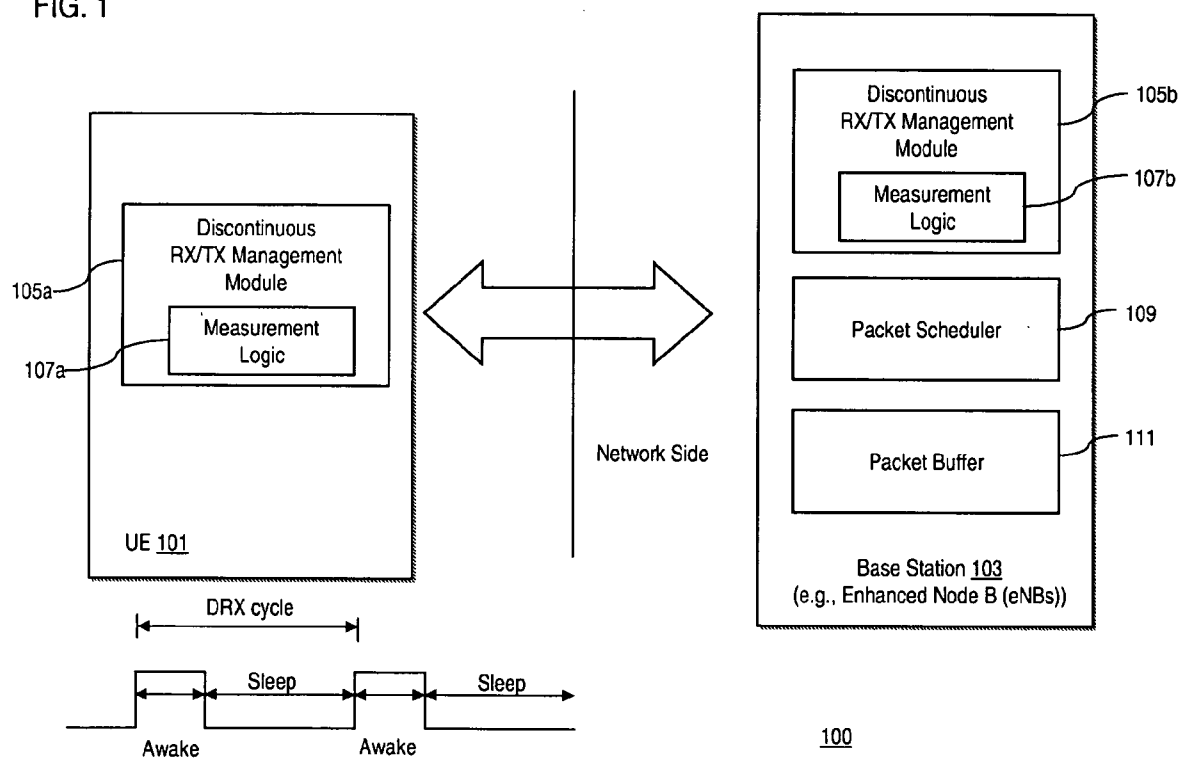 FIG. 1
Discontinuous
RX/TX Management
Module
Measurement
Logic
105a
107a
UE 101
Network Side
Discontinuous
RX/TX Management
Module
Measurement
Logic
105b
107b
Packet Scheduler
109
Packet Buffer
111
Base Station 103
(e.g., Enhanced Node B (eNBs))
DRX cycle
Sleep
Sleep
Awake
Awake
100